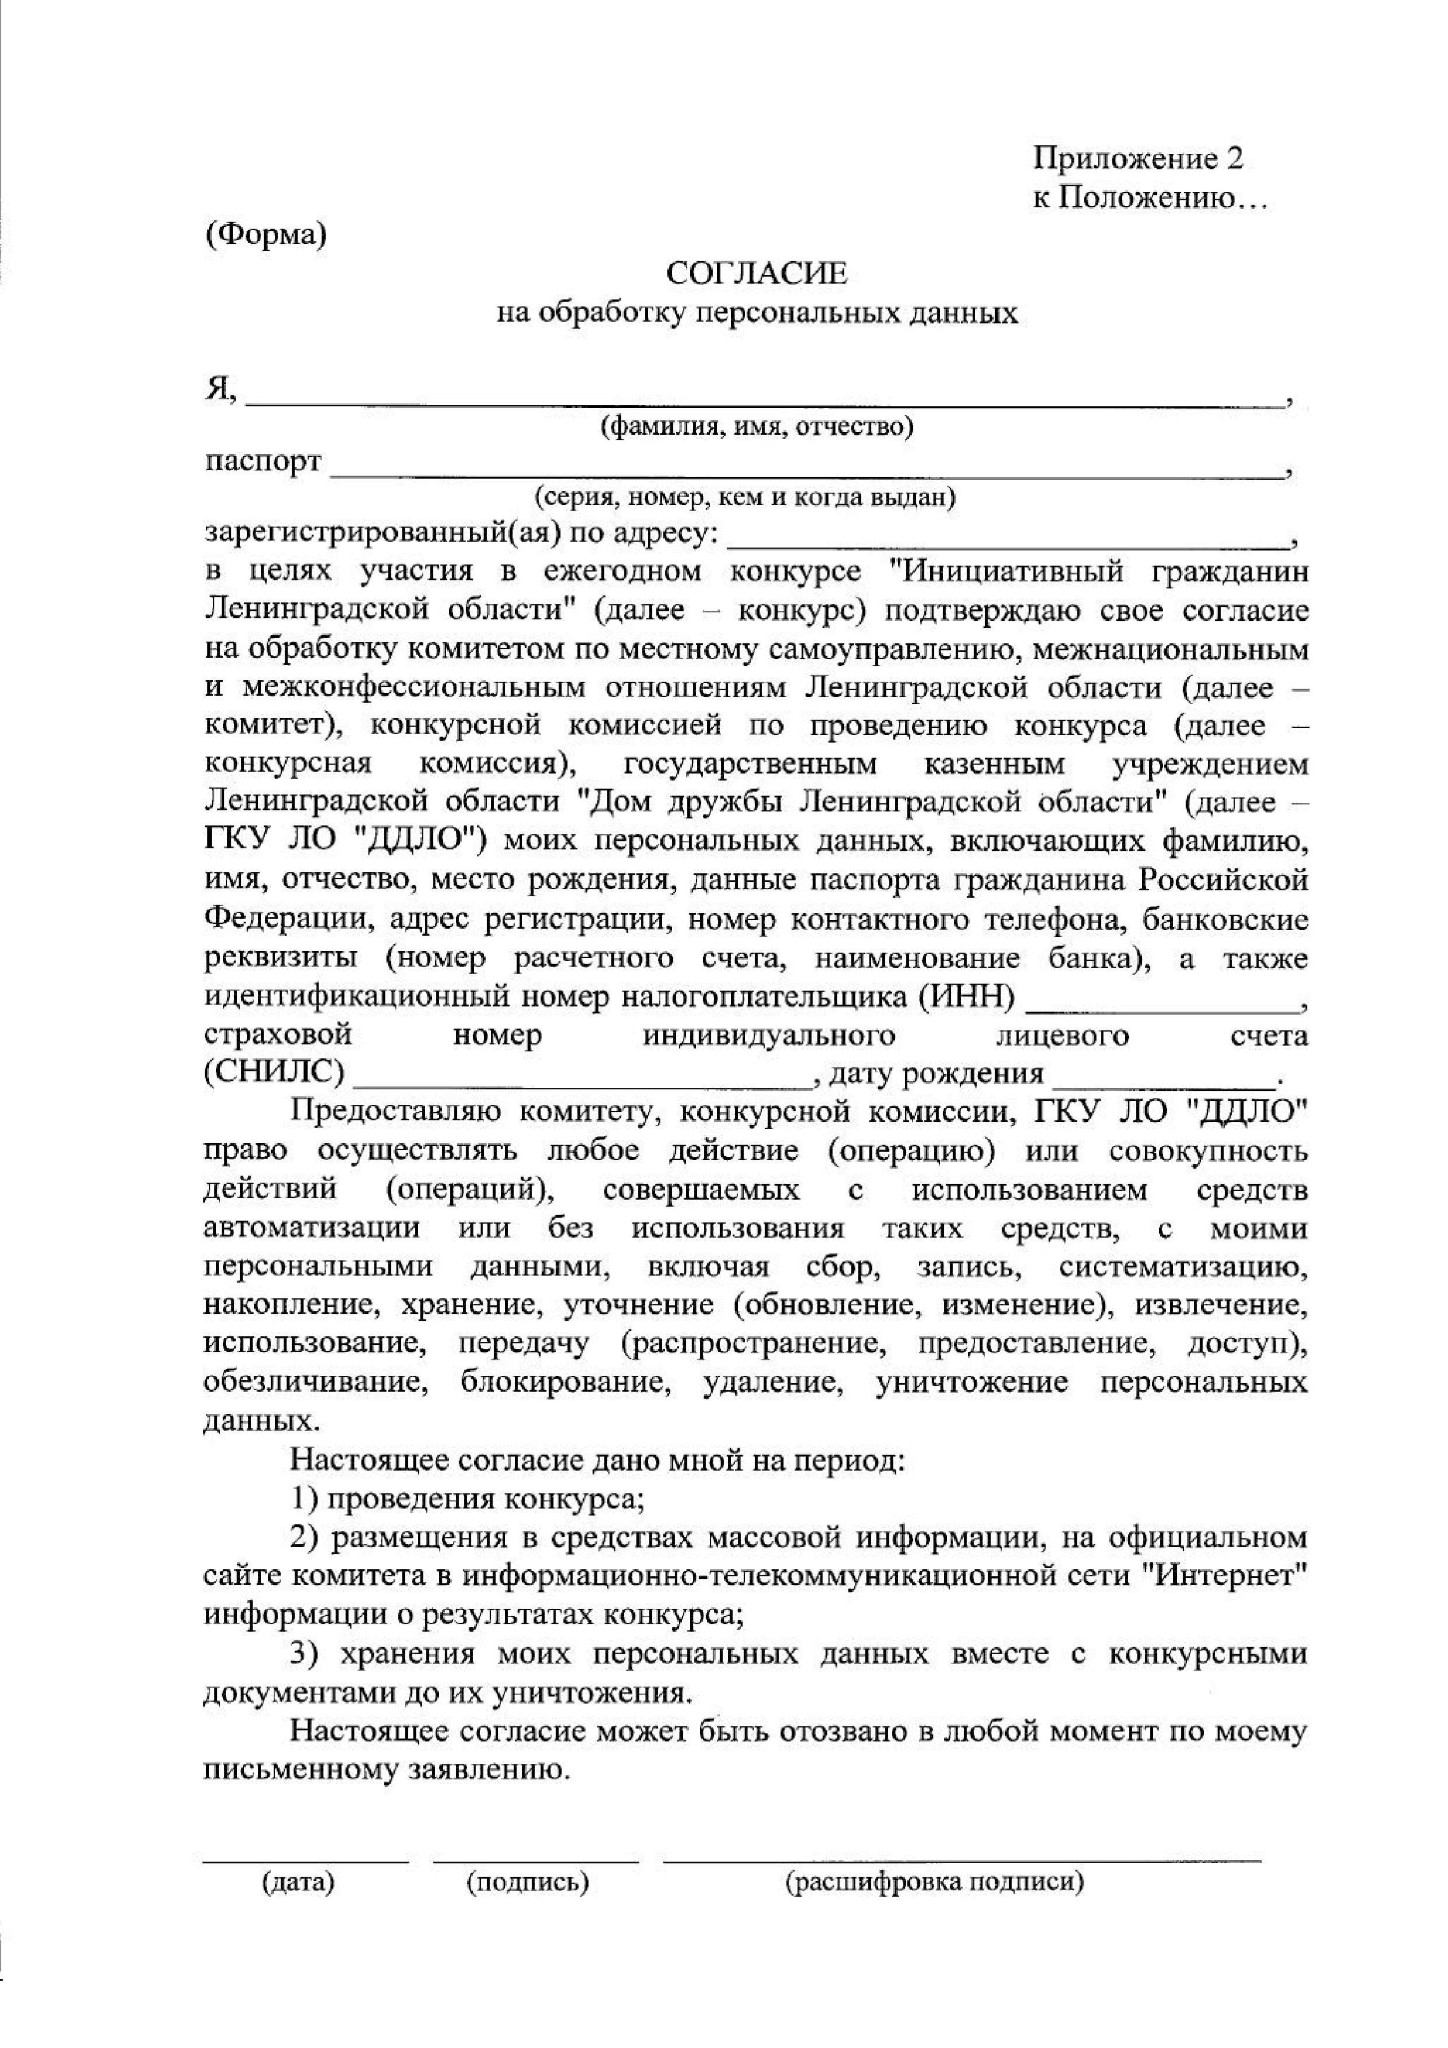 Приложение 2
к Положению…
(Форма)
СОГЛАСИЕ
на обработку персональных данных
Я, ______________________________,
(фамилия, имя, отчество)
паспорт ______________________________,
(серия, номер, кем и когда выдан)
зарегистрированный(ая) по адресу: ______________________________,
в целях участия в ежегодном конкурсе "Инициативный гражданин
Ленинградской области" (далее – конкурс) подтверждаю свое согласие
на обработку комитетом по местному самоуправлению, межнациональным
и межконфессиональным отношениям Ленинградской области (далее –
комитет), конкурсной комиссией по проведению конкурса (далее –
конкурсная комиссия), государственным казенным учреждением
Ленинградской области "Дом дружбы Ленинградской области" (далее –
ГКУ ЛО "ДДЛО") моих персональных данных, включающих фамилию,
имя, отчество, место рождения, данные паспорта гражданина Российской
Федерации, адрес регистрации, номер контактного телефона, банковские
реквизиты (номер расчетного счета, наименование банка), а также
идентификационный номер налогоплательщика (ИНН) ________________,
страховой номер индивидуального лицевого счета
(СНИЛС) ____________________________, дату рождения _____________.
Предоставляю комитету, конкурсной комиссии, ГКУ ЛО "ДДЛО"
право осуществлять любое действие (операцию) или совокупность
действий (операций), совершаемых с использованием средств
автоматизации или без использования таких средств, с моими
персональными данными, включая сбор, запись, систематизацию,
накопление, хранение, уточнение (обновление, изменение), извлечение,
использование, передачу (распространение, предоставление, доступ),
обезличивание, блокирование, удаление, уничтожение персональных
данных.
Настоящее согласие дано мной на период:
1) проведения конкурса;
2) размещения в средствах массовой информации, на официальном
сайте комитета в информационно-телекоммуникационной сети "Интернет"
информации о результатах конкурса;
3) хранения моих персональных данных вместе с конкурсными
документами до их уничтожения.
Настоящее согласие может быть отозвано в любой момент по моему
письменному заявлению.
____________ ____________ ___________________________________
(дата) (подпись) (расшифровка подписи)